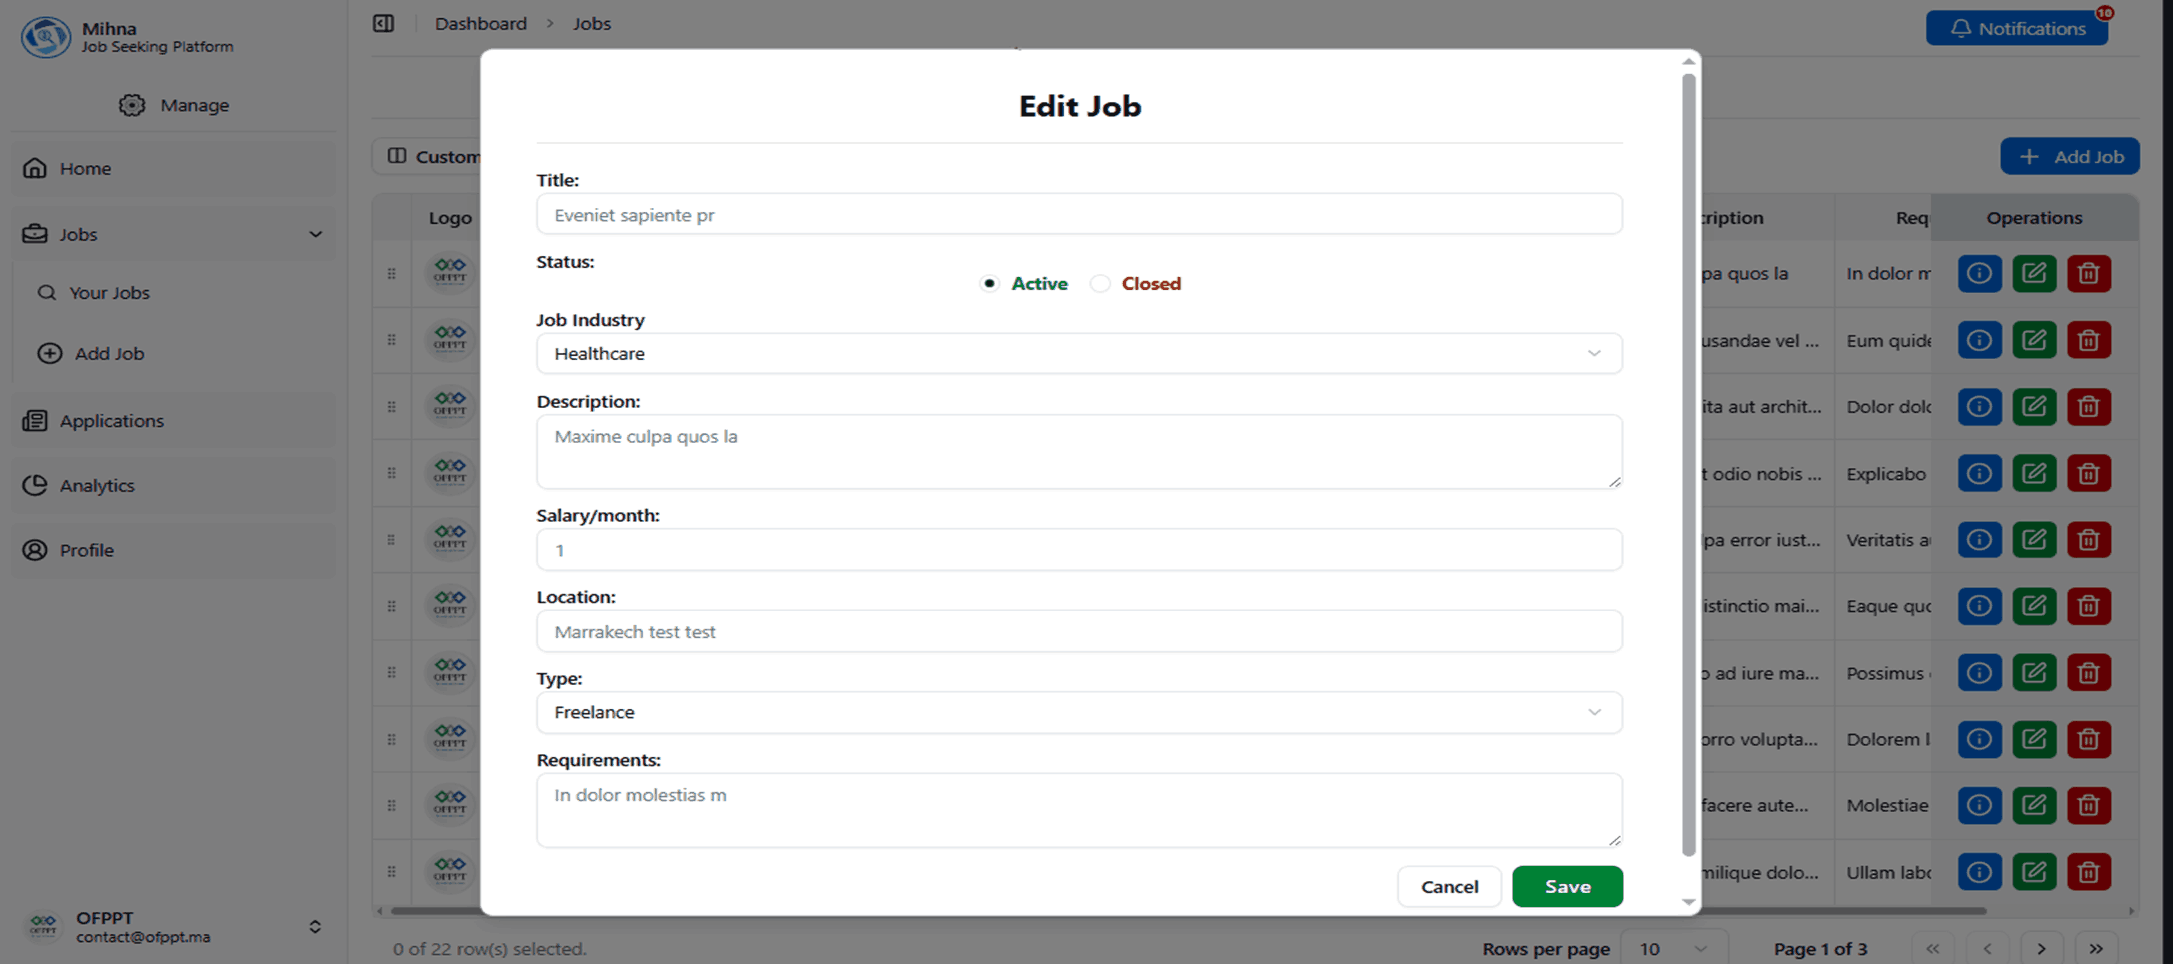 Mihna
Job Seeking Platform
Manage
Home
Jobs
Your Jobs
Add Job
Applications
Analytics
Profile
OFPPT
contact@ofppt.ma
Dashboard > Jobs
Notifications
10
Custom
Add Job
Logo
cription
Req
Operations
OFPPT
pa quos la
In dolor m
OFPPT
usandae vel ...
Eum quide
OFPPT
ita aut archit...
Dolor dolo
OFPPT
t odio nobis ...
Explicabo
OFPPT
pa error iust...
Veritatis a
OFPPT
istinctio mai...
Eaque quo
OFPPT
o ad iure ma...
Possimus
OFPPT
orro volupta...
Dolorem l
OFPPT
facere aute...
Molestiae
OFPPT
milique dolo...
Ullam labo
Edit Job
Title:
Eveniet sapiente pr
Status:
Active
Closed
Job Industry
Healthcare
Description:
Maxime culpa quos la
Salary/month:
1
Location:
Marrakech test test
Type:
Freelance
Requirements:
In dolor molestias m
Cancel
Save
0 of 22 row(s) selected.
Rows per page
10
Page 1 of 3